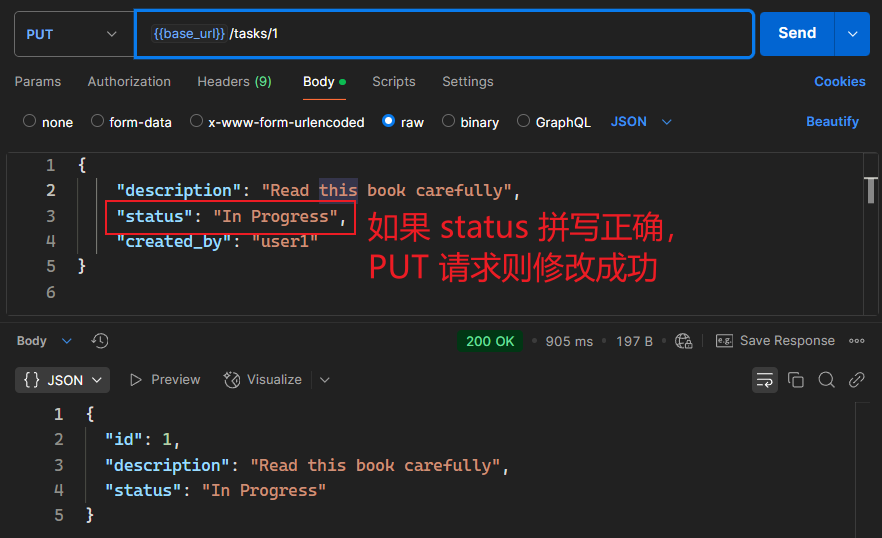 PUT {{base_url}} /tasks/1 Send
Params Authorization Headers (9) Body Scripts Settings Cookies
none form-data x-www-form-urlencoded raw binary GraphQL JSON Beautify
1 {
2 "description": "Read this book carefully",
3 "status": "In Progress",
4 "created_by": "user1"
5 }
6
如果 status 拼写正确,
PUT 请求则修改成功
Body 200 OK 905 ms 197 B e.g. Save Response
{} JSON Preview Visualize
1 {
2 "id": 1,
3 "description": "Read this book carefully",
4 "status": "In Progress"
5 }